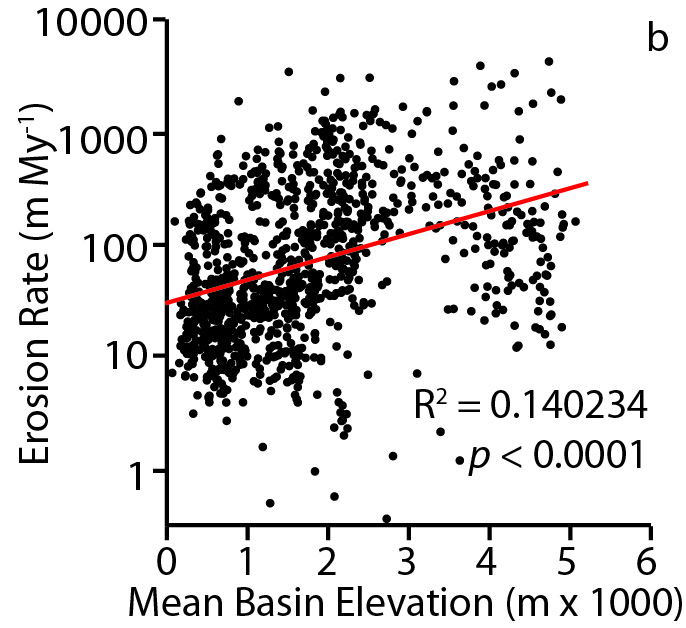 b
Erosion Rate (m My⁻¹)
10000
1000
100
10
1
R² = 0.140234
p < 0.0001
0 1 2 3 4 5 6
Mean Basin Elevation (m x 1000)